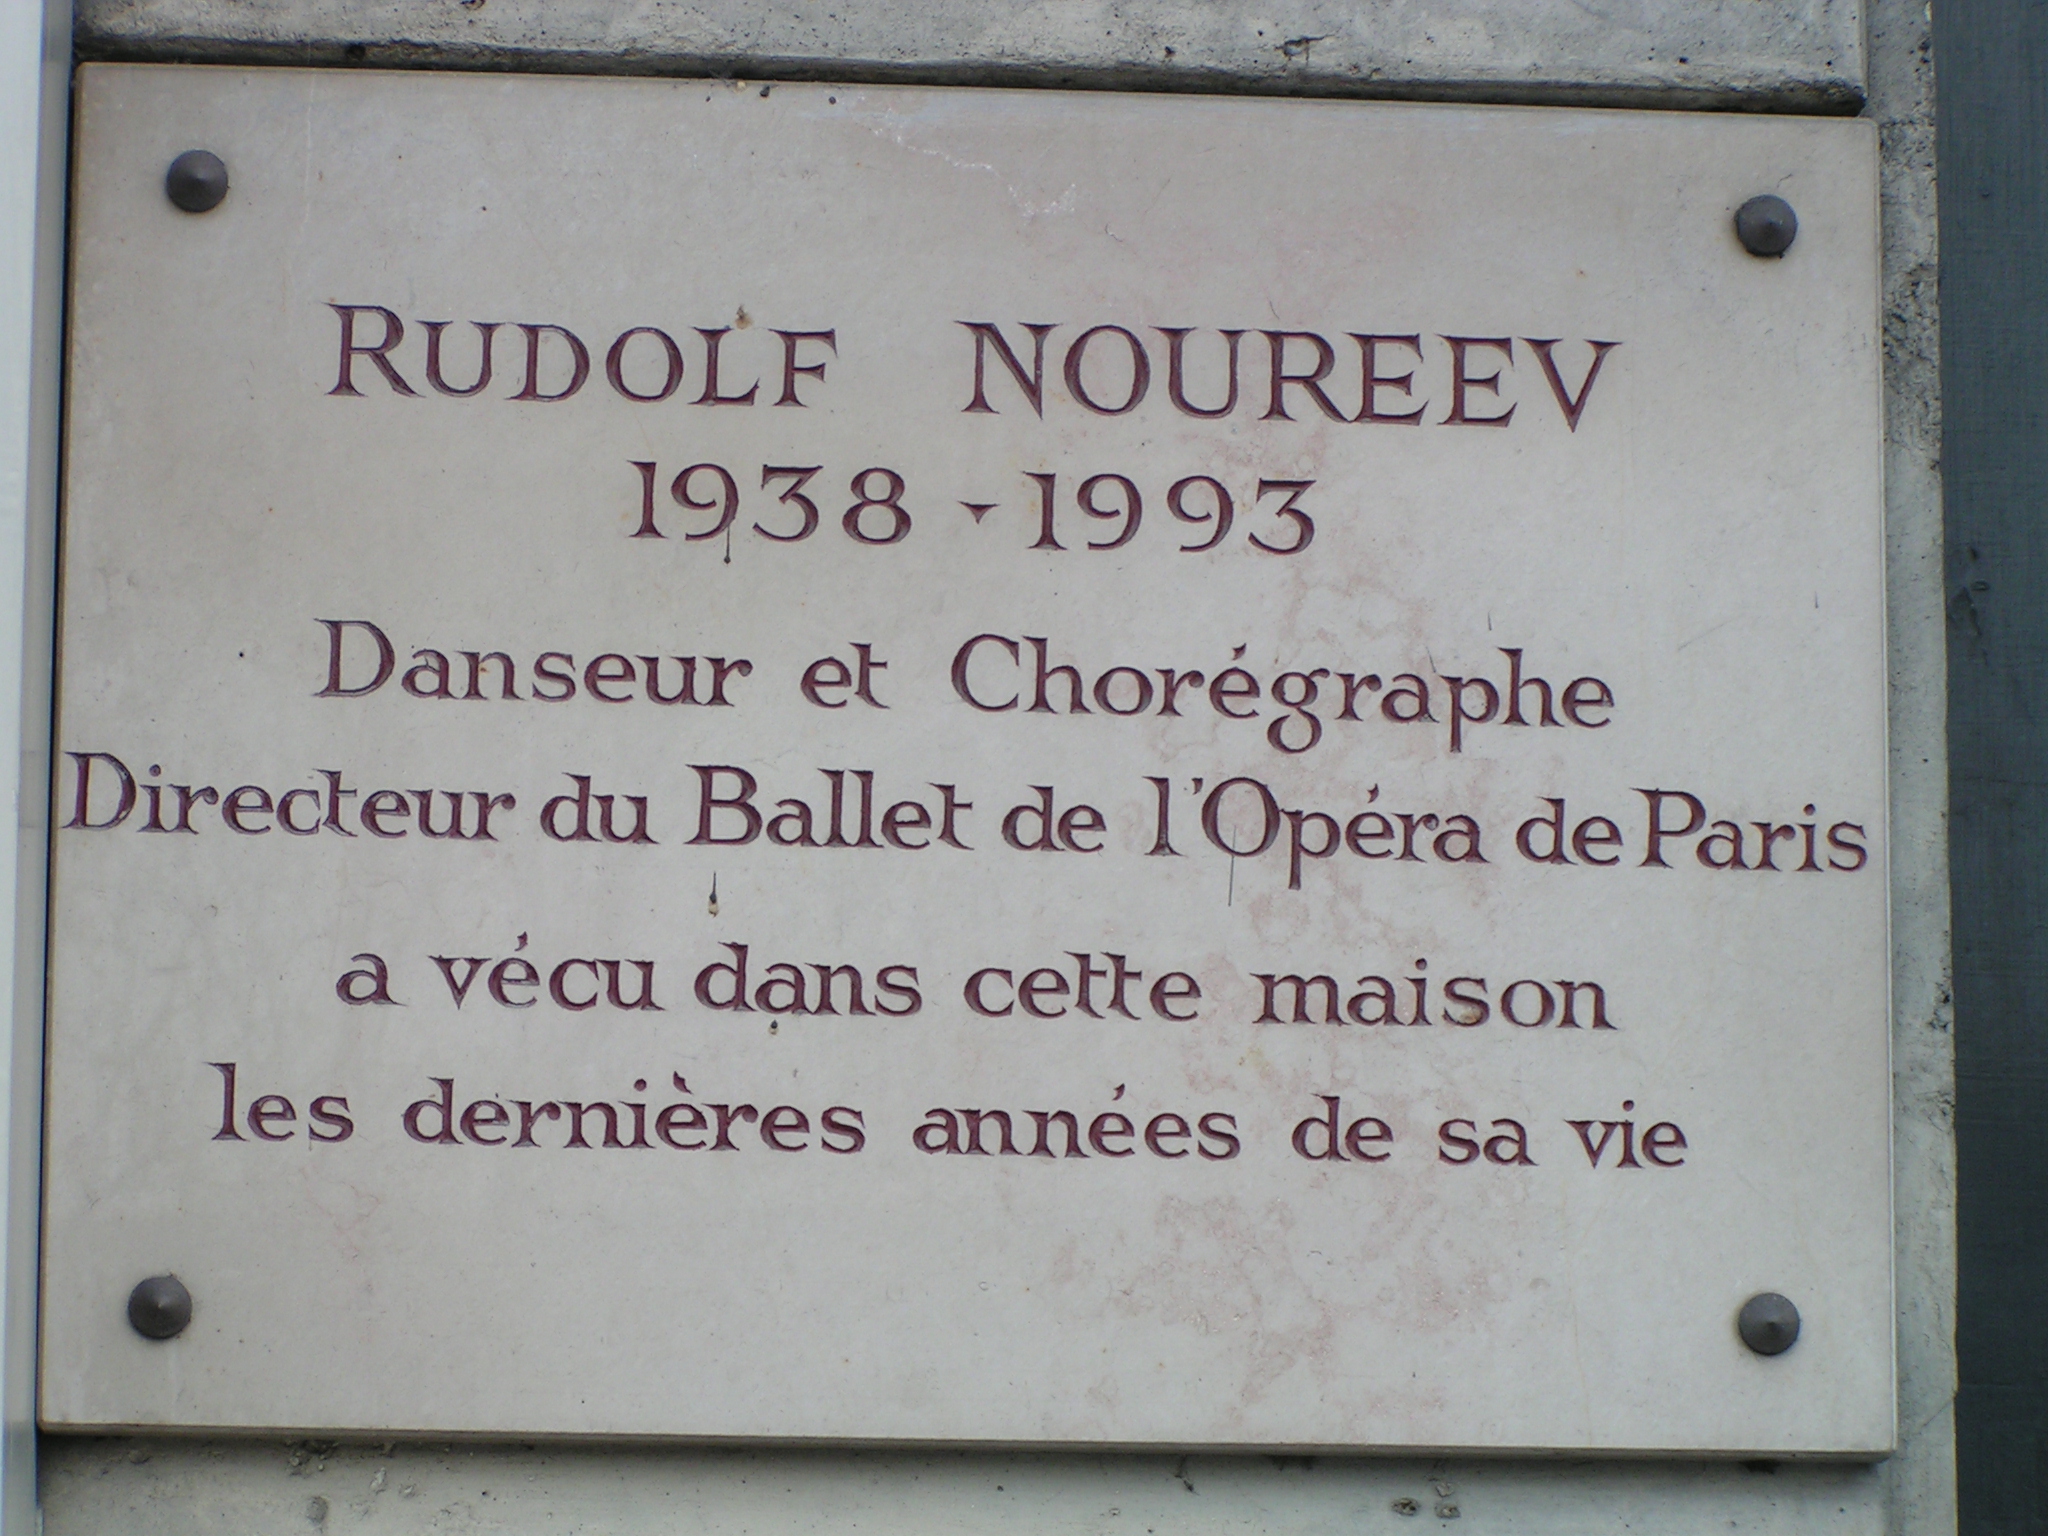 RUDOLF NOUREEV
1938 - 1993
Danseur et Chorégraphe
Directeur du Ballet de l'Opéra de Paris
a vécu dans cette maison
les dernières années de sa vie